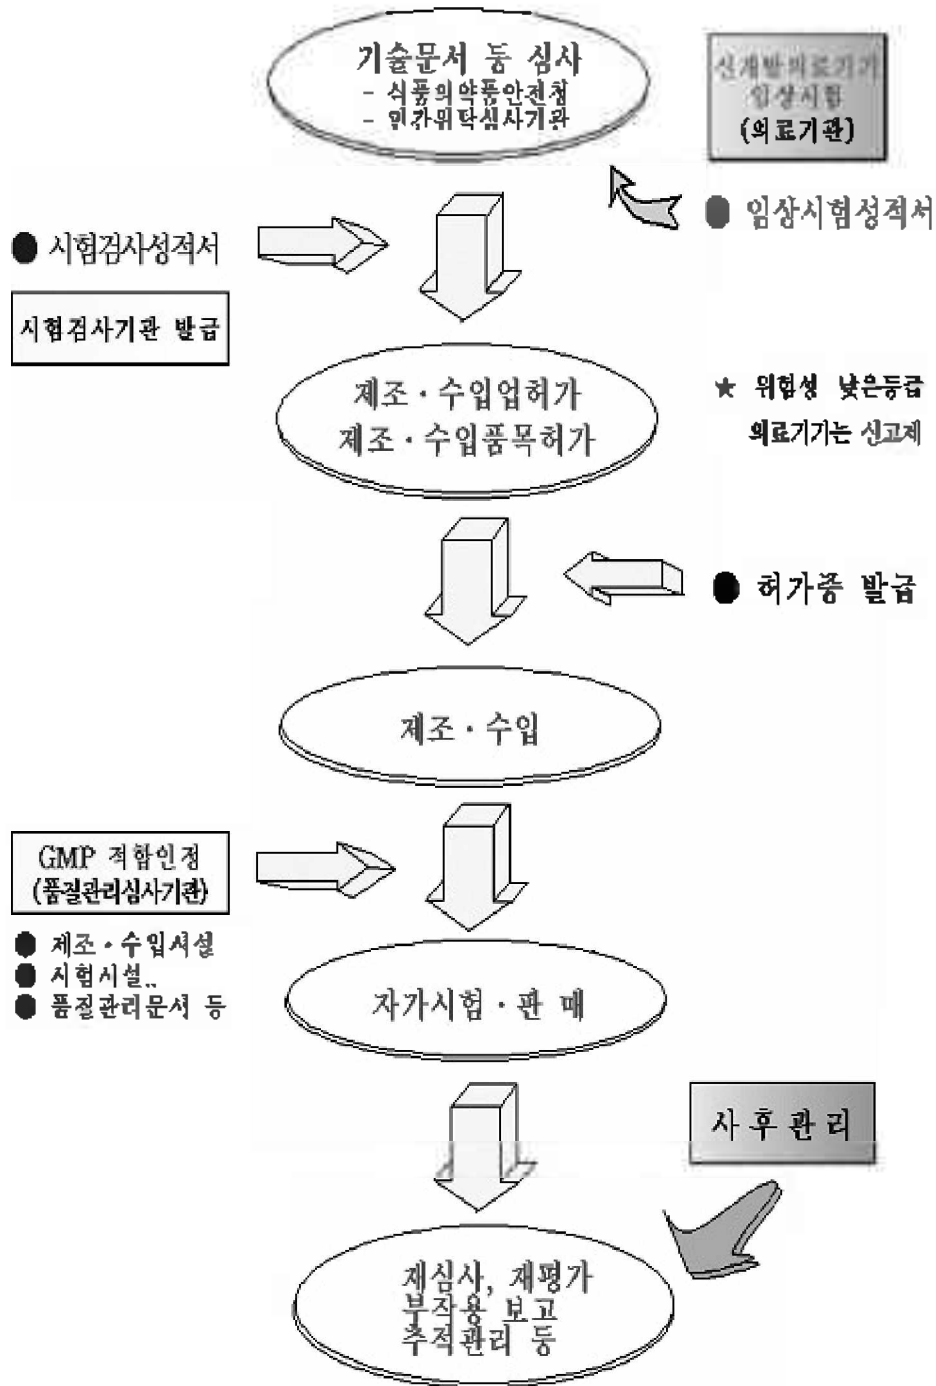 기술문서 등 심사
- 식품의약품안전청
- 민간위탁심사기관
신개발의료기기
임상시험
(의료기관)
● 임상시험성적서
● 시험검사성적서
시험검사기관 발급
제조・수입업허가
제조・수입품목허가
★ 위험성 낮은등급
의료기기는 신고제
● 허가증 발급
제조・수입
GMP 적합인정
(품질관리심사기관)
● 제조・수입시설
● 시험시설..
● 품질관리문서 등
자가시험・판 매
사후관리
재심사, 재평가
부작용 보고
추적관리 등